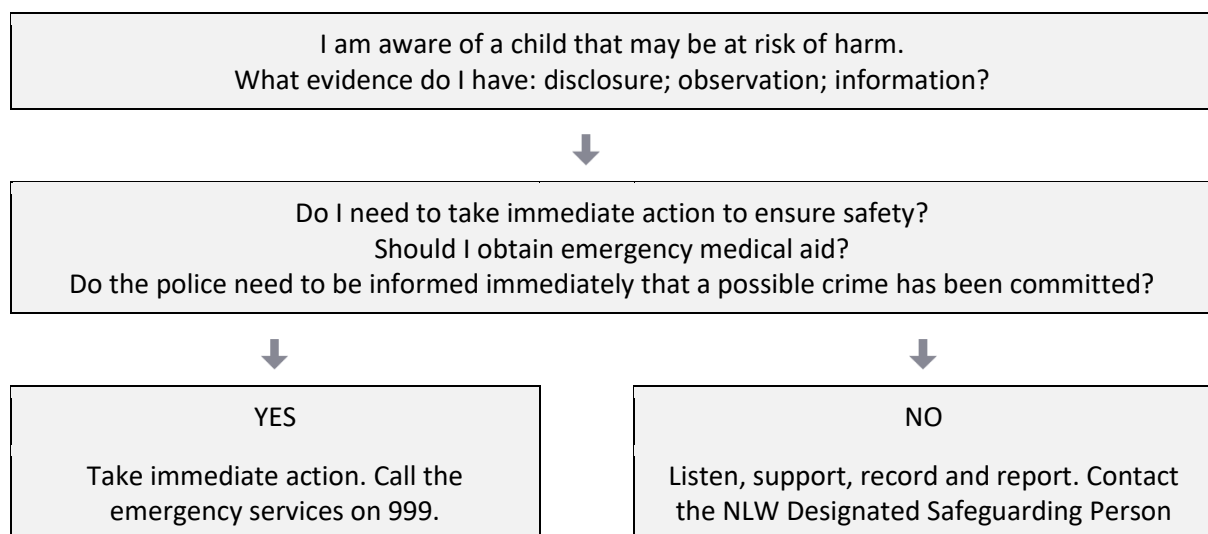 I am aware of a child that may be at risk of harm.
What evidence do I have: disclosure; observation; information?
Do I need to take immediate action to ensure safety?
Should I obtain emergency medical aid?
Do the police need to be informed immediately that a possible crime has been committed?
YES
Take immediate action. Call the
emergency services on 999.
NO
Listen, support, record and report. Contact
the NLW Designated Safeguarding Person